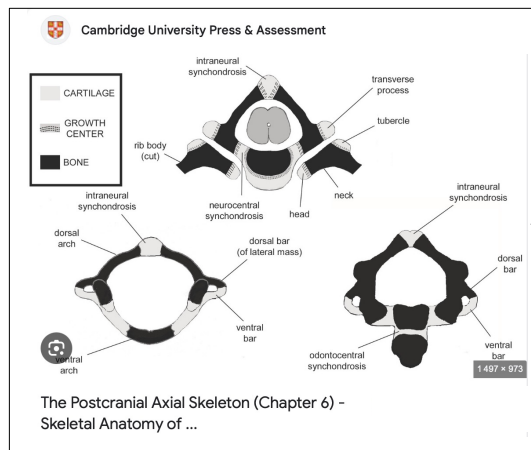 Cambridge University Press & Assessment
CARTILAGE
GROWTH
CENTER
BONE
intraneural
synchondrosis
transverse
process
tubercle
rib body
(cut)
neurocentral
synchondrosis
head
neck
intraneural
synchondrosis
dorsal
arch
dorsal bar
(of lateral mass)
ventral
bar
ventral
arch
intraneural
synchondrosis
dorsal
bar
ventral
bar
odontocentral
synchondrosis
1 497 × 973
The Postcranial Axial Skeleton (Chapter 6) -
Skeletal Anatomy of ...